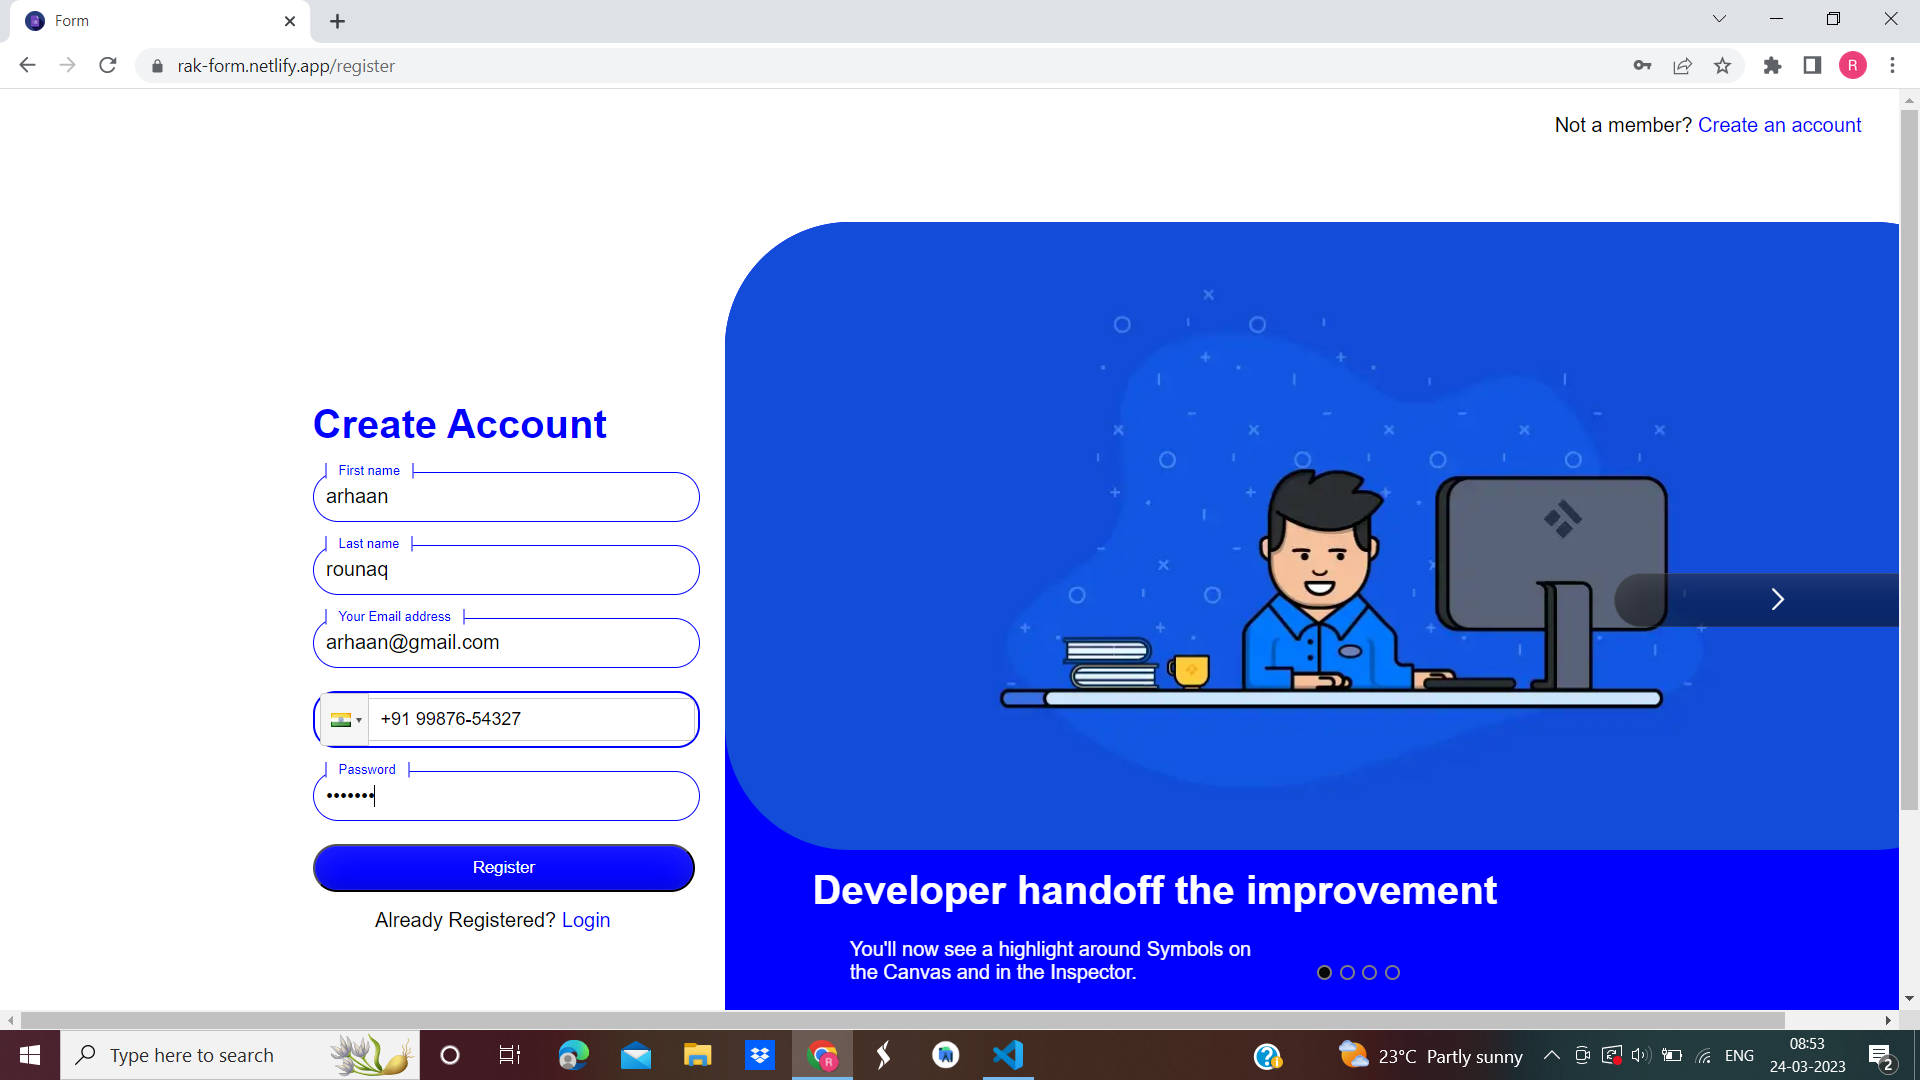 Form
rak-form.netlify.app/register
R
Not a member? Create an account
Create Account
First name
arhaan
Last name
rounaq
Your Email address
arhaan@gmail.com
+91 99876-54327
Password
•••••••
Register
Already Registered? Login
Developer handoff the improvement
You'll now see a highlight around Symbols on
the Canvas and in the Inspector.
Type here to search
R
23°C Partly sunny
ENG
08:53
24-03-2023
2